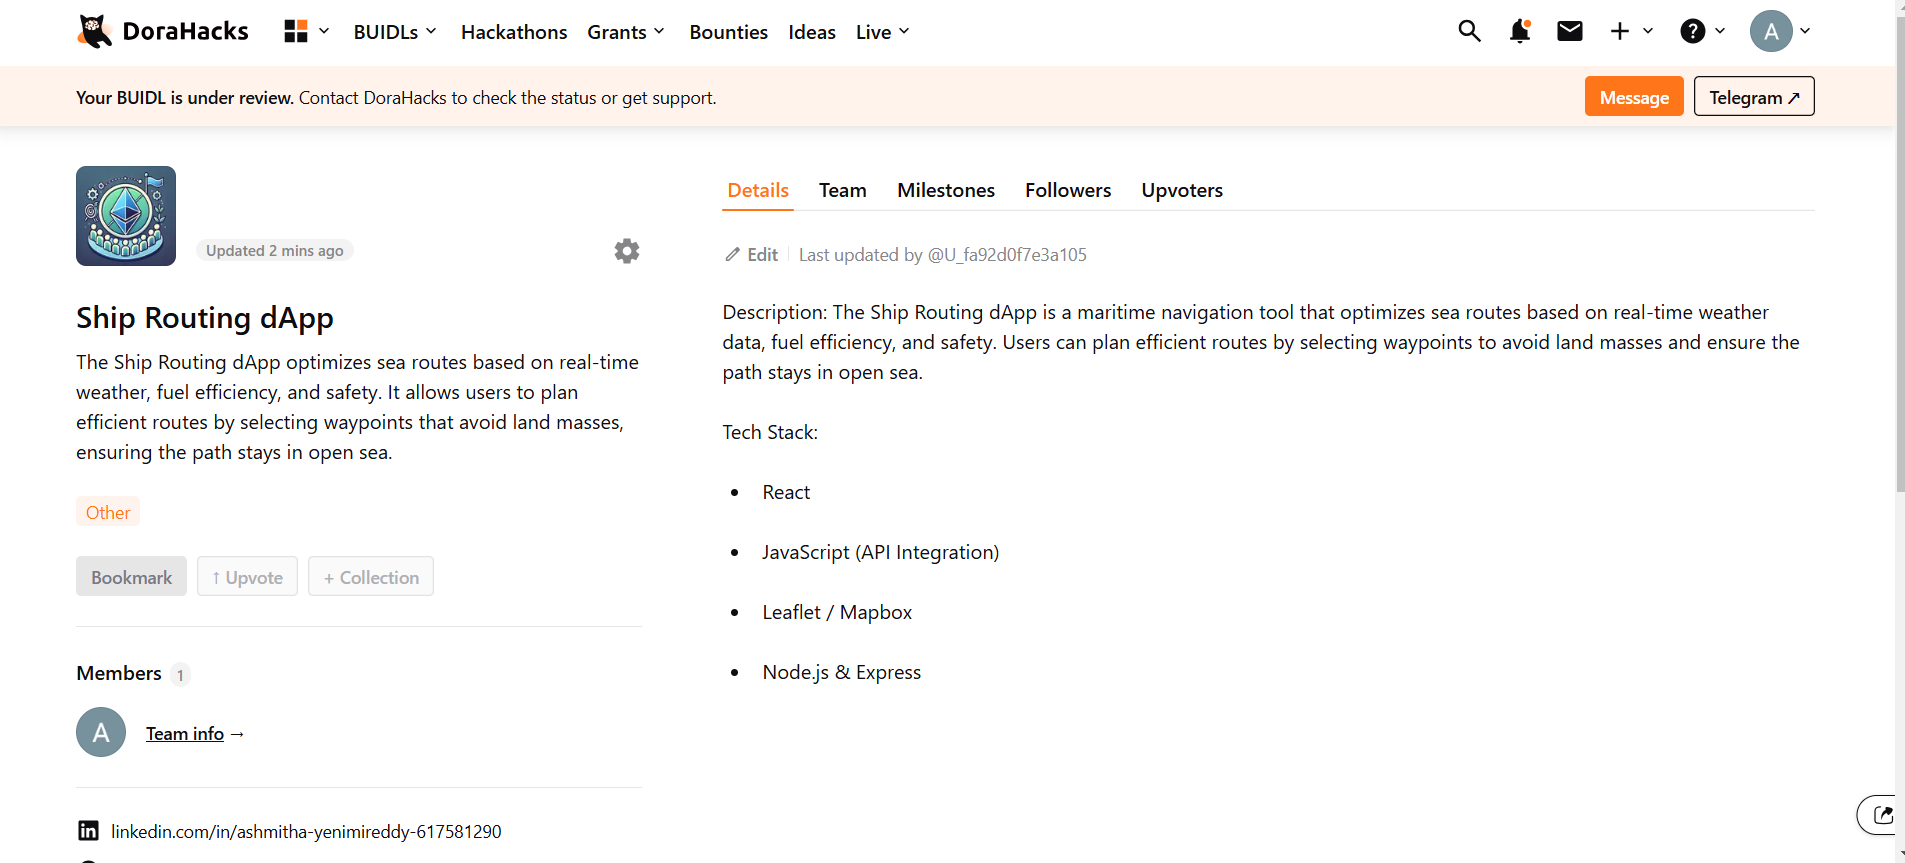 DoraHacks
BUIDLs
Hackathons
Grants
Bounties
Ideas
Live
A
Your BUIDL is under review. Contact DoraHacks to check the status or get support.
Message
Telegram ↗
Updated 2 mins ago
Ship Routing dApp
The Ship Routing dApp optimizes sea routes based on real-time
weather, fuel efficiency, and safety. It allows users to plan
efficient routes by selecting waypoints that avoid land masses,
ensuring the path stays in open sea.
Other
Bookmark
↑ Upvote
+ Collection
Members 1
A
Team info →
linkedin.com/in/ashmitha-yenimireddy-617581290
Details
Team
Milestones
Followers
Upvoters
Edit
Last updated by @U_fa92d0f7e3a105
Description: The Ship Routing dApp is a maritime navigation tool that optimizes sea routes based on real-time weather
data, fuel efficiency, and safety. Users can plan efficient routes by selecting waypoints to avoid land masses and ensure the
path stays in open sea.
Tech Stack:
• React
• JavaScript (API Integration)
• Leaflet / Mapbox
• Node.js & Express